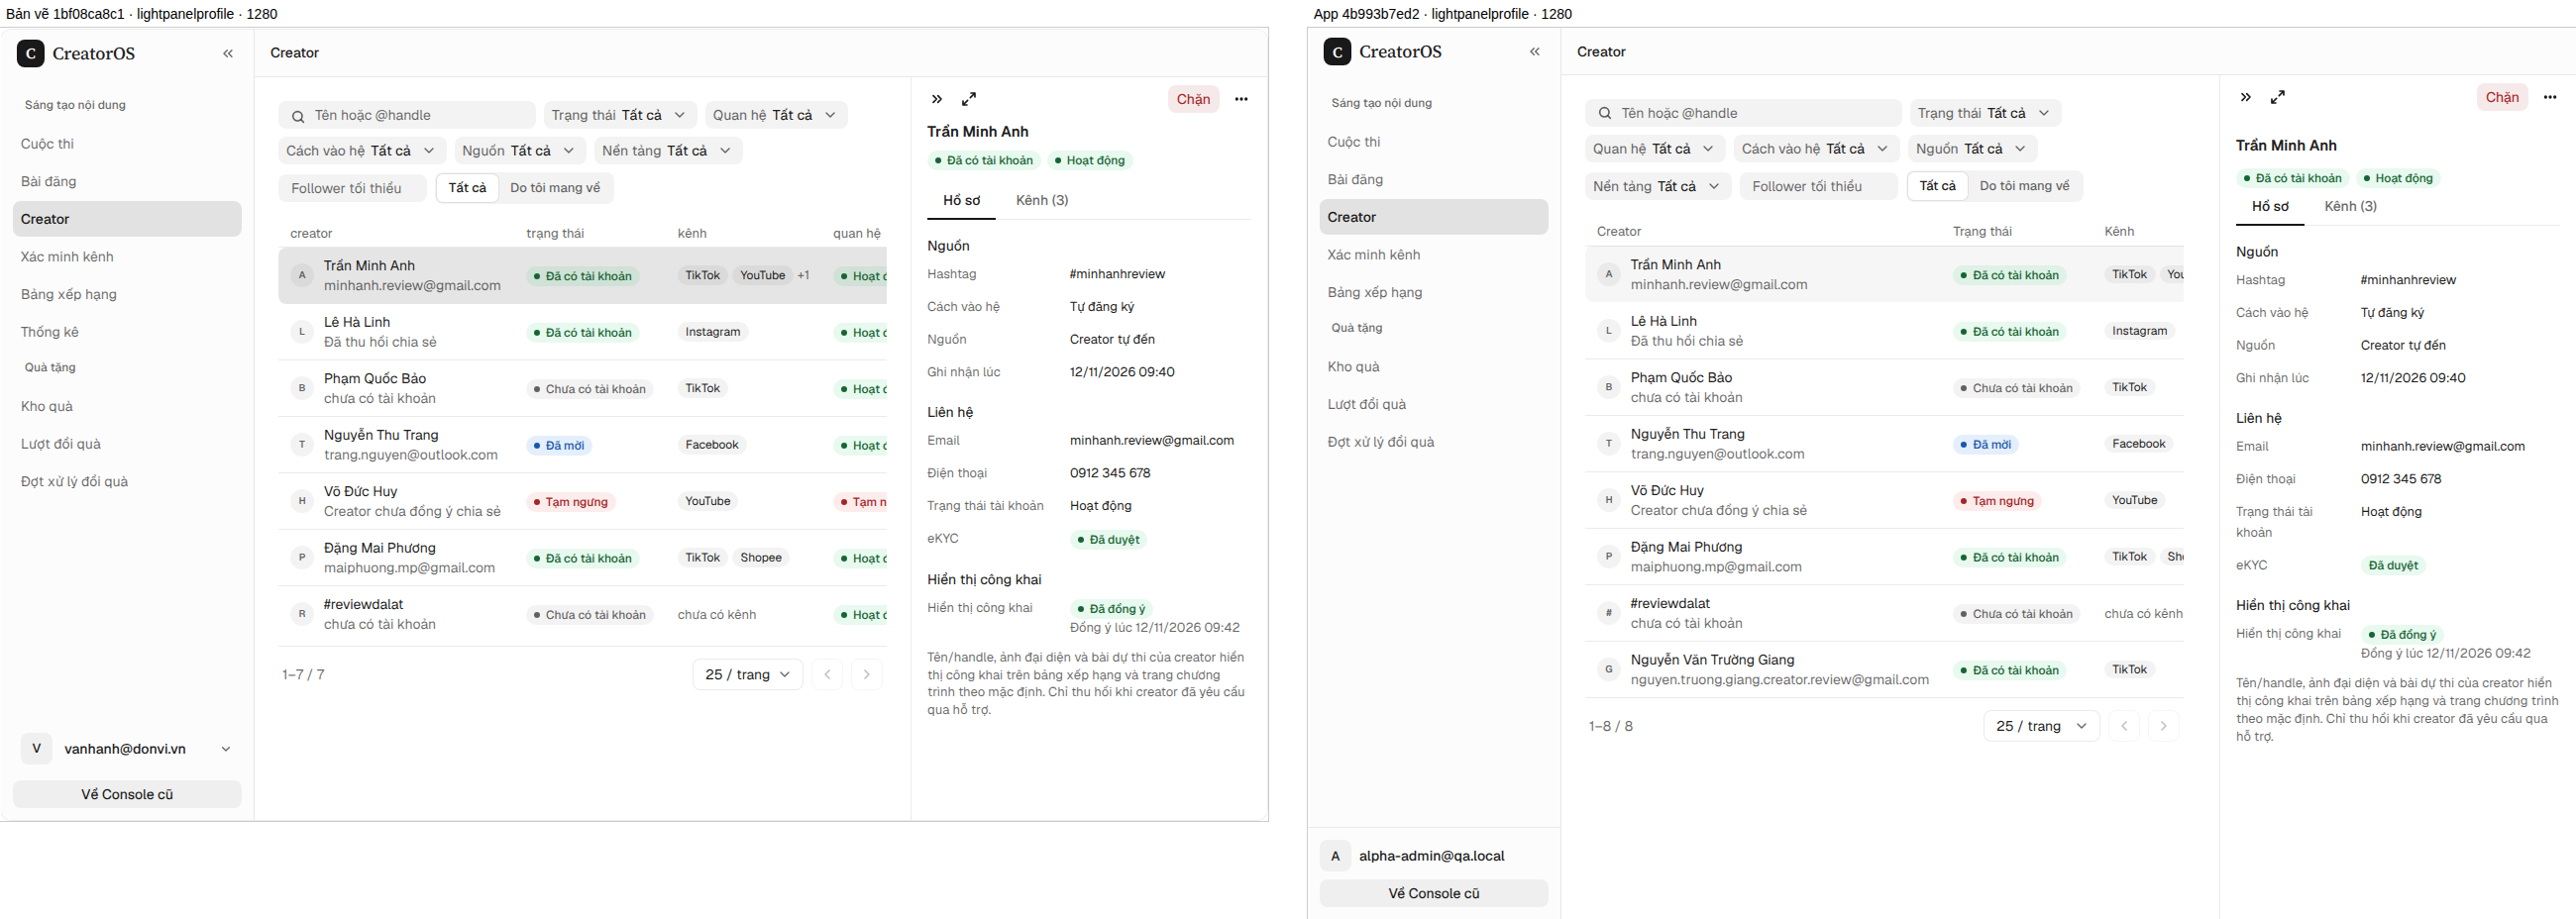 Bản vẽ 1bf08ca8c1 · lightpanelprofile · 1280
C CreatorOS
Sáng tạo nội dung
Cuộc thi
Bài đăng
Creator
Xác minh kênh
Bảng xếp hạng
Thống kê
Quà tặng
Kho quà
Lượt đổi quà
Đợt xử lý đổi quà
V vanhanh@donvi.vn
Về Console cũ
Creator
Tên hoặc @handle Trạng thái Tất cả Quan hệ Tất cả
Cách vào hệ Tất cả Nguồn Tất cả Nền tảng Tất cả
Follower tối thiểu Tất cả Do tôi mang về
creator trạng thái kênh quan hệ
A Trần Minh Anh Đã có tài khoản TikTok YouTube +1 Hoạt đ
minhanh.review@gmail.com
L Lê Hà Linh Đã có tài khoản Instagram Hoạt đ
Đã thu hồi chia sẻ
B Phạm Quốc Bảo Chưa có tài khoản TikTok Hoạt đ
chưa có tài khoản
T Nguyễn Thu Trang Đã mời Facebook Hoạt đ
trang.nguyen@outlook.com
H Võ Đức Huy Tạm ngưng YouTube Tạm n
Creator chưa đồng ý chia sẻ
P Đặng Mai Phương Đã có tài khoản TikTok Shopee Hoạt đ
maiphuong.mp@gmail.com
R #reviewdalat Chưa có tài khoản chưa có kênh Hoạt đ
chưa có tài khoản
1–7 / 7 25 / trang
Chặn
Trần Minh Anh
Đã có tài khoản Hoạt động
Hồ sơ Kênh (3)
Nguồn
Hashtag #minhanhreview
Cách vào hệ Tự đăng ký
Nguồn Creator tự đến
Ghi nhận lúc 12/11/2026 09:40
Liên hệ
Email minhanh.review@gmail.com
Điện thoại 0912 345 678
Trạng thái tài khoản Hoạt động
eKYC Đã duyệt
Hiển thị công khai
Hiển thị công khai Đã đồng ý
Đồng ý lúc 12/11/2026 09:42
Tên/handle, ảnh đại diện và bài dự thi của creator hiển
thị công khai trên bảng xếp hạng và trang chương
trình theo mặc định. Chỉ thu hồi khi creator đã yêu cầu
qua hỗ trợ.
App 4b993b7ed2 · lightpanelprofile · 1280
C CreatorOS
Sáng tạo nội dung
Cuộc thi
Bài đăng
Creator
Xác minh kênh
Bảng xếp hạng
Quà tặng
Kho quà
Lượt đổi quà
Đợt xử lý đổi quà
A alpha-admin@qa.local
Về Console cũ
Creator
Tên hoặc @handle Trạng thái Tất cả
Quan hệ Tất cả Cách vào hệ Tất cả Nguồn Tất cả
Nền tảng Tất cả Follower tối thiểu Tất cả Do tôi mang về
Creator Trạng thái Kênh
A Trần Minh Anh Đã có tài khoản TikTok You
minhanh.review@gmail.com
L Lê Hà Linh Đã có tài khoản Instagram
Đã thu hồi chia sẻ
B Phạm Quốc Bảo Chưa có tài khoản TikTok
chưa có tài khoản
T Nguyễn Thu Trang Đã mời Facebook
trang.nguyen@outlook.com
H Võ Đức Huy Tạm ngưng YouTube
Creator chưa đồng ý chia sẻ
P Đặng Mai Phương Đã có tài khoản TikTok Sho
maiphuong.mp@gmail.com
# #reviewdalat Chưa có tài khoản chưa có kênh
chưa có tài khoản
G Nguyễn Văn Trường Giang Đã có tài khoản TikTok
nguyen.truong.giang.creator.review@gmail.com
1–8 / 8 25 / trang
Chặn
Trần Minh Anh
Đã có tài khoản Hoạt động
Hồ sơ Kênh (3)
Nguồn
Hashtag #minhanhreview
Cách vào hệ Tự đăng ký
Nguồn Creator tự đến
Ghi nhận lúc 12/11/2026 09:40
Liên hệ
Email minhanh.review@gmail.com
Điện thoại 0912 345 678
Trạng thái tài Hoạt động
khoản
eKYC Đã duyệt
Hiển thị công khai
Hiển thị công khai Đã đồng ý
Đồng ý lúc 12/11/2026 09:42
Tên/handle, ảnh đại diện và bài dự thi của creator hiển
thị công khai trên bảng xếp hạng và trang chương trình
theo mặc định. Chỉ thu hồi khi creator đã yêu cầu qua
hỗ trợ.